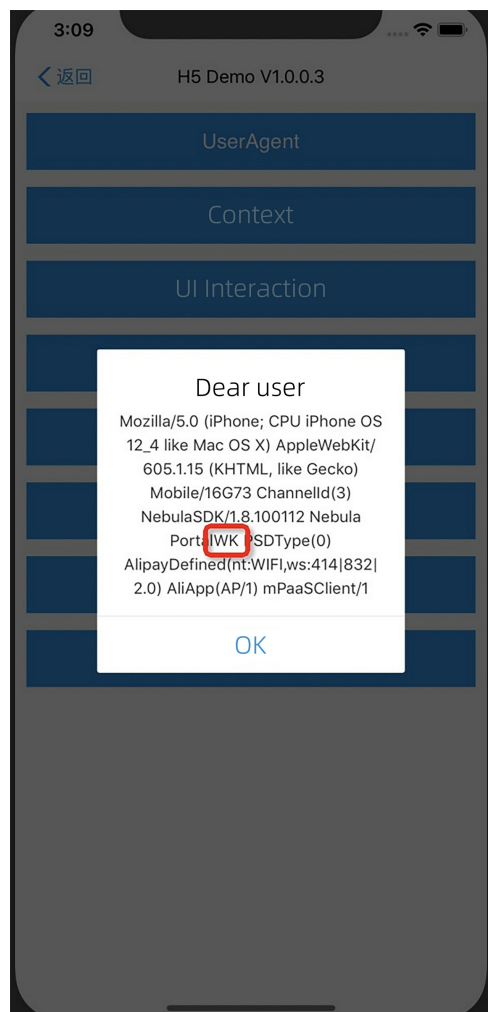 3:09
返回
H5 Demo V1.0.0.3
UserAgent
Context
UI Interaction
Dear user
Mozilla/5.0 (iPhone; CPU iPhone OS
12_4 like Mac OS X) AppleWebKit/
605.1.15 (KHTML, like Gecko)
Mobile/16G73 ChannelId(3)
NebulaSDK/1.8.100112 Nebula
PortalWK PSDType(0)
AlipayDefined(nt:WIFI,ws:414|832|
2.0) AliApp(AP/1) mPaaSClient/1
OK